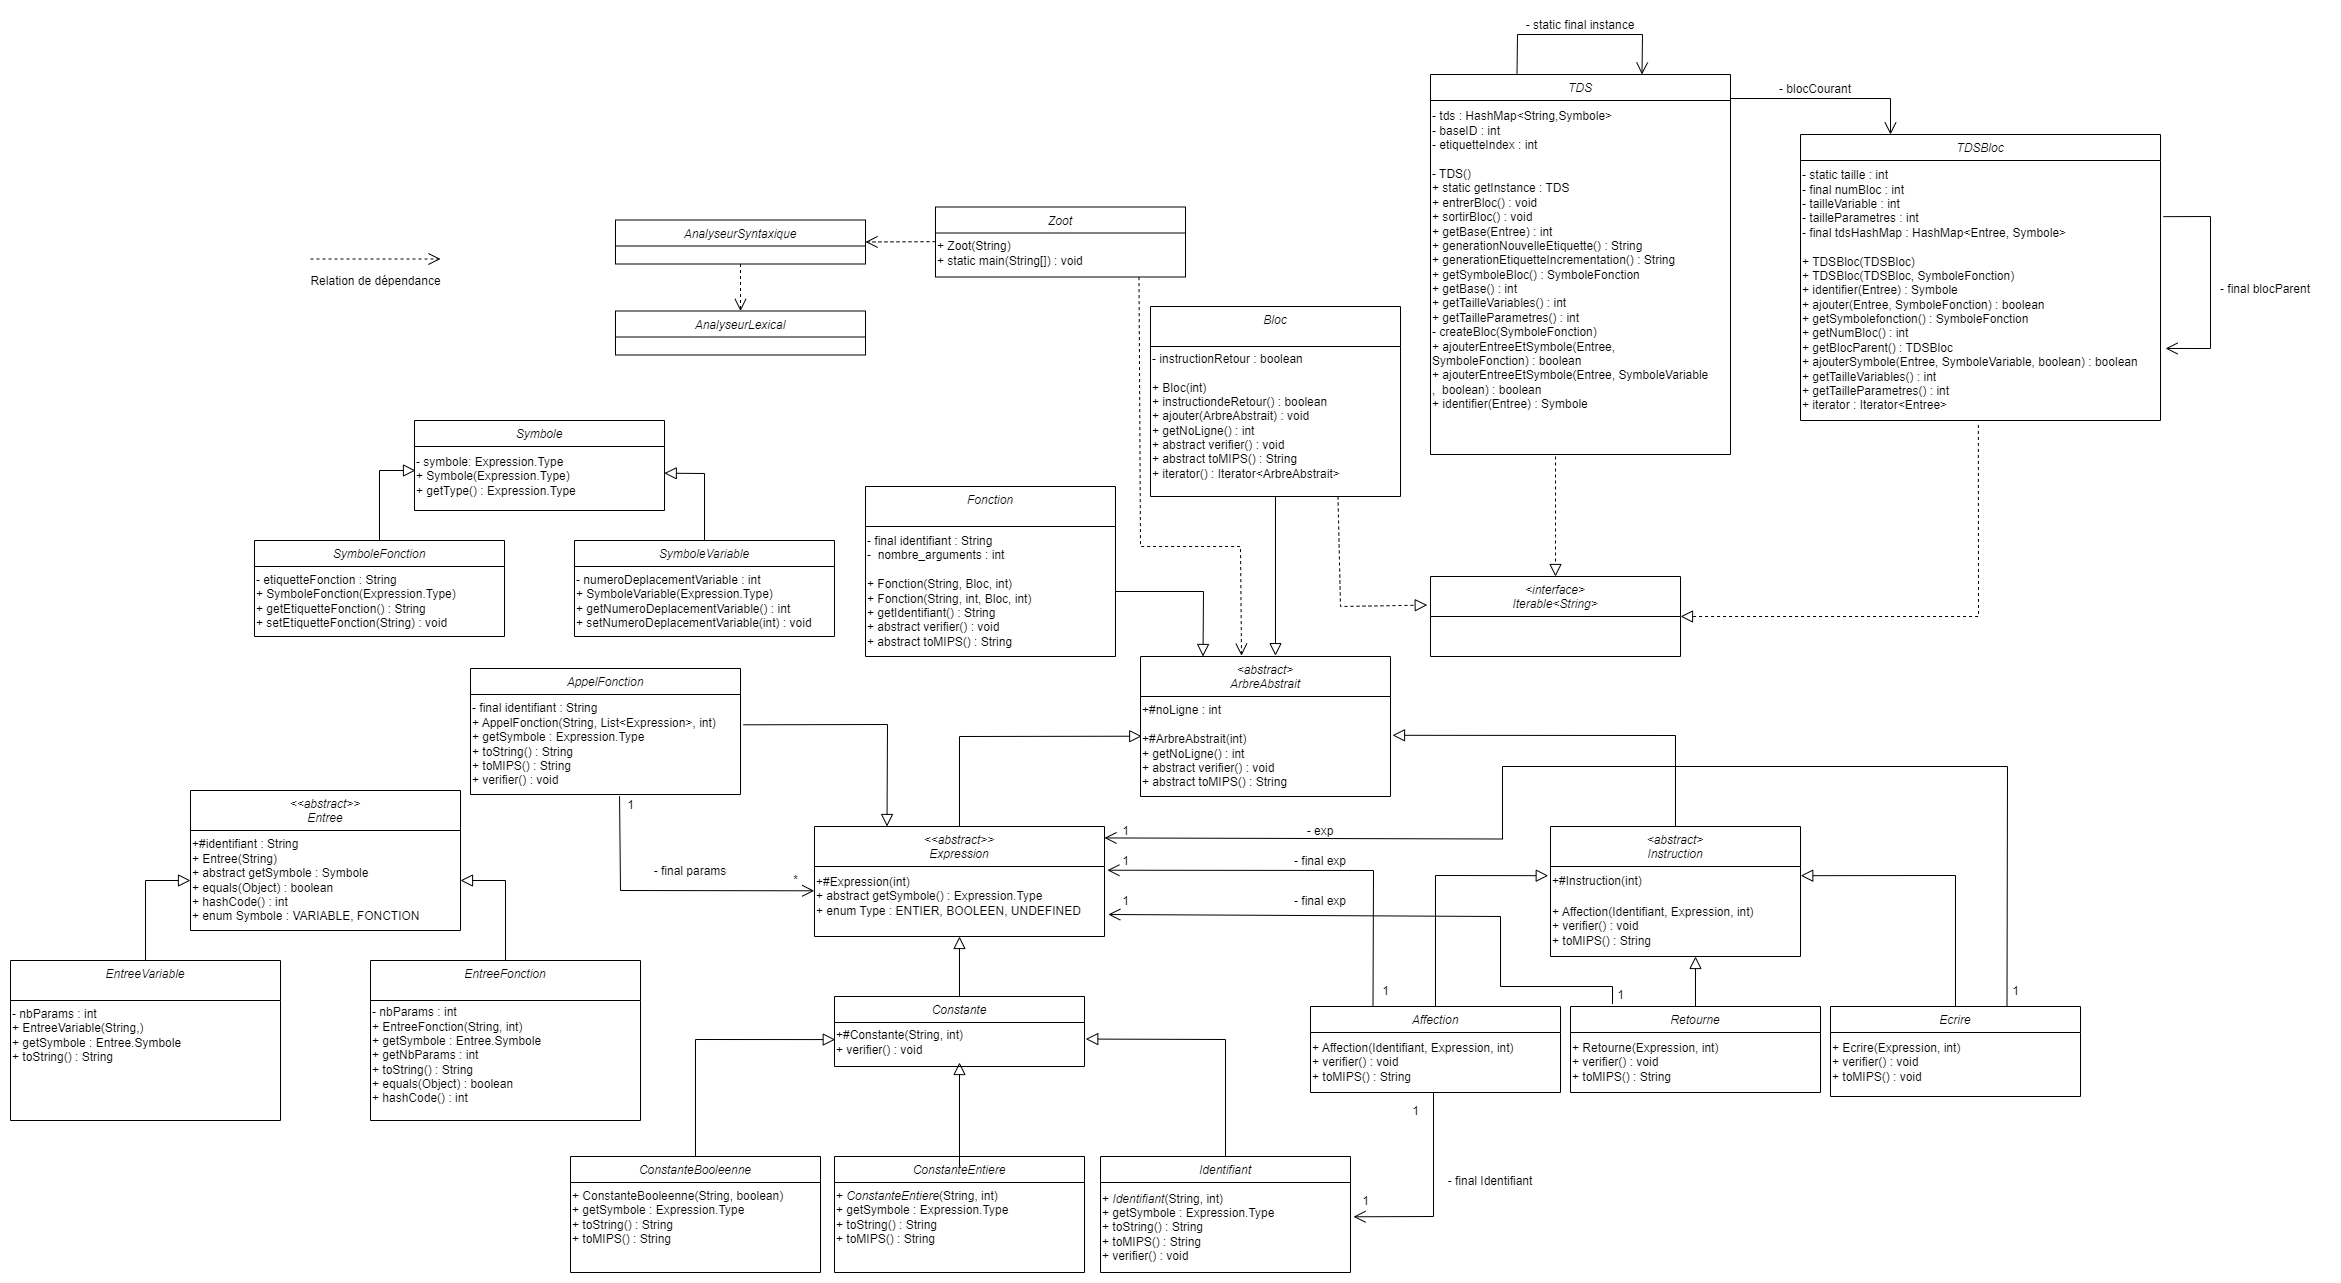 - static final instance
TDS
- tds : HashMap<String,Symbole>
- baseID : int
- etiquetteIndex : int
- TDS()
+ static getInstance : TDS
+ entrerBloc() : void
+ sortirBloc() : void
+ getBase(Entree) : int
+ generationNouvelleEtiquette() : String
+ generationEtiquetteIncrementation() : String
+ getSymboleBloc() : SymboleFonction
+ getBase() : int
+ getTailleVariables() : int
+ getTailleParametres() : int
- createBloc(SymboleFonction)
+ ajouterEntreeEtSymbole(Entree,
SymboleFonction) : boolean
+ ajouterEntreeEtSymbole(Entree, SymboleVariable
, boolean) : boolean
+ identifier(Entree) : Symbole
- blocCourant
TDSBloc
- static taille : int
- final numBloc : int
- tailleVariable : int
- tailleParametres : int
- final tdsHashMap : HashMap<Entree, Symbole>
+ TDSBloc(TDSBloc)
+ TDSBloc(TDSBloc, SymboleFonction)
+ identifier(Entree) : Symbole
+ ajouter(Entree, SymboleFonction) : boolean
+ getSymbolefonction() : SymboleFonction
+ getNumBloc() : int
+ getBlocParent() : TDSBloc
+ ajouterSymbole(Entree, SymboleVariable, boolean) : boolean
+ getTailleVariables() : int
+ getTailleParametres() : int
+ iterator : Iterator<Entree>
- final blocParent
Relation de dépendance
AnalyseurSyntaxique
AnalyseurLexical
Zoot
+ Zoot(String)
+ static main(String[]) : void
Bloc
- instructionRetour : boolean
+ Bloc(int)
+ instructiondeRetour() : boolean
+ ajouter(ArbreAbstrait) : void
+ getNoLigne() : int
+ abstract verifier() : void
+ abstract toMIPS() : String
+ iterator() : Iterator<ArbreAbstrait>
Symbole
- symbole: Expression.Type
+ Symbole(Expression.Type)
+ getType() : Expression.Type
SymboleFonction
- etiquetteFonction : String
+ SymboleFonction(Expression.Type)
+ getEtiquetteFonction() : String
+ setEtiquetteFonction(String) : void
SymboleVariable
- numeroDeplacementVariable : int
+ SymboleVariable(Expression.Type)
+ getNumeroDeplacementVariable() : int
+ setNumeroDeplacementVariable(int) : void
Fonction
- final identifiant : String
- nombre_arguments : int
+ Fonction(String, Bloc, int)
+ Fonction(String, int, Bloc, int)
+ getIdentifiant() : String
+ abstract verifier() : void
+ abstract toMIPS() : String
<interface>
Iterable<String>
<abstract>
ArbreAbstrait
+#noLigne : int
+#ArbreAbstrait(int)
+ getNoLigne() : int
+ abstract verifier() : void
+ abstract toMIPS() : String
AppelFonction
- final identifiant : String
+ AppelFonction(String, List<Expression>, int)
+ getSymbole : Expression.Type
+ toString() : String
+ toMIPS() : String
+ verifier() : void
1
- final params
*
<<abstract>>
Entree
+#identifiant : String
+ Entree(String)
+ abstract getSymbole : Symbole
+ equals(Object) : boolean
+ hashCode() : int
+ enum Symbole : VARIABLE, FONCTION
EntreeVariable
- nbParams : int
+ EntreeVariable(String,)
+ getSymbole : Entree.Symbole
+ toString() : String
EntreeFonction
- nbParams : int
+ EntreeFonction(String, int)
+ getSymbole : Entree.Symbole
+ getNbParams : int
+ toString() : String
+ equals(Object) : boolean
+ hashCode() : int
<<abstract>>
Expression
+#Expression(int)
+ abstract getSymbole() : Expression.Type
+ enum Type : ENTIER, BOOLEEN, UNDEFINED
1
- exp
1
- final exp
1
- final exp
<abstract>
Instruction
+#Instruction(int)
+ Affection(Identifiant, Expression, int)
+ verifier() : void
+ toMIPS() : String
Constante
+#Constante(String, int)
+ verifier() : void
1
1
1
Affection
+ Affection(Identifiant, Expression, int)
+ verifier() : void
+ toMIPS() : String
Retourne
+ Retourne(Expression, int)
+ verifier() : void
+ toMIPS() : String
Ecrire
+ Ecrire(Expression, int)
+ verifier() : void
+ toMIPS() : void
1
- final Identifiant
1
ConstanteBooleenne
+ ConstanteBooleenne(String, boolean)
+ getSymbole : Expression.Type
+ toString() : String
+ toMIPS() : String
ConstanteEntiere
+ ConstanteEntiere(String, int)
+ getSymbole : Expression.Type
+ toString() : String
+ toMIPS() : String
Identifiant
+ Identifiant(String, int)
+ getSymbole : Expression.Type
+ toString() : String
+ toMIPS() : String
+ verifier() : void